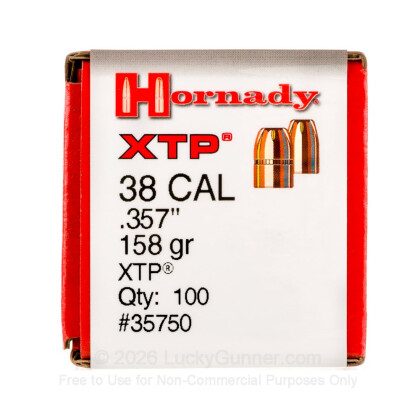 Hornady
XTP®
38 CAL
.357"
158 gr
XTP®
Qty: 100
#35750
© 2026 LuckyGunner.com
Free to Use for Non-Commercial Purposes Only